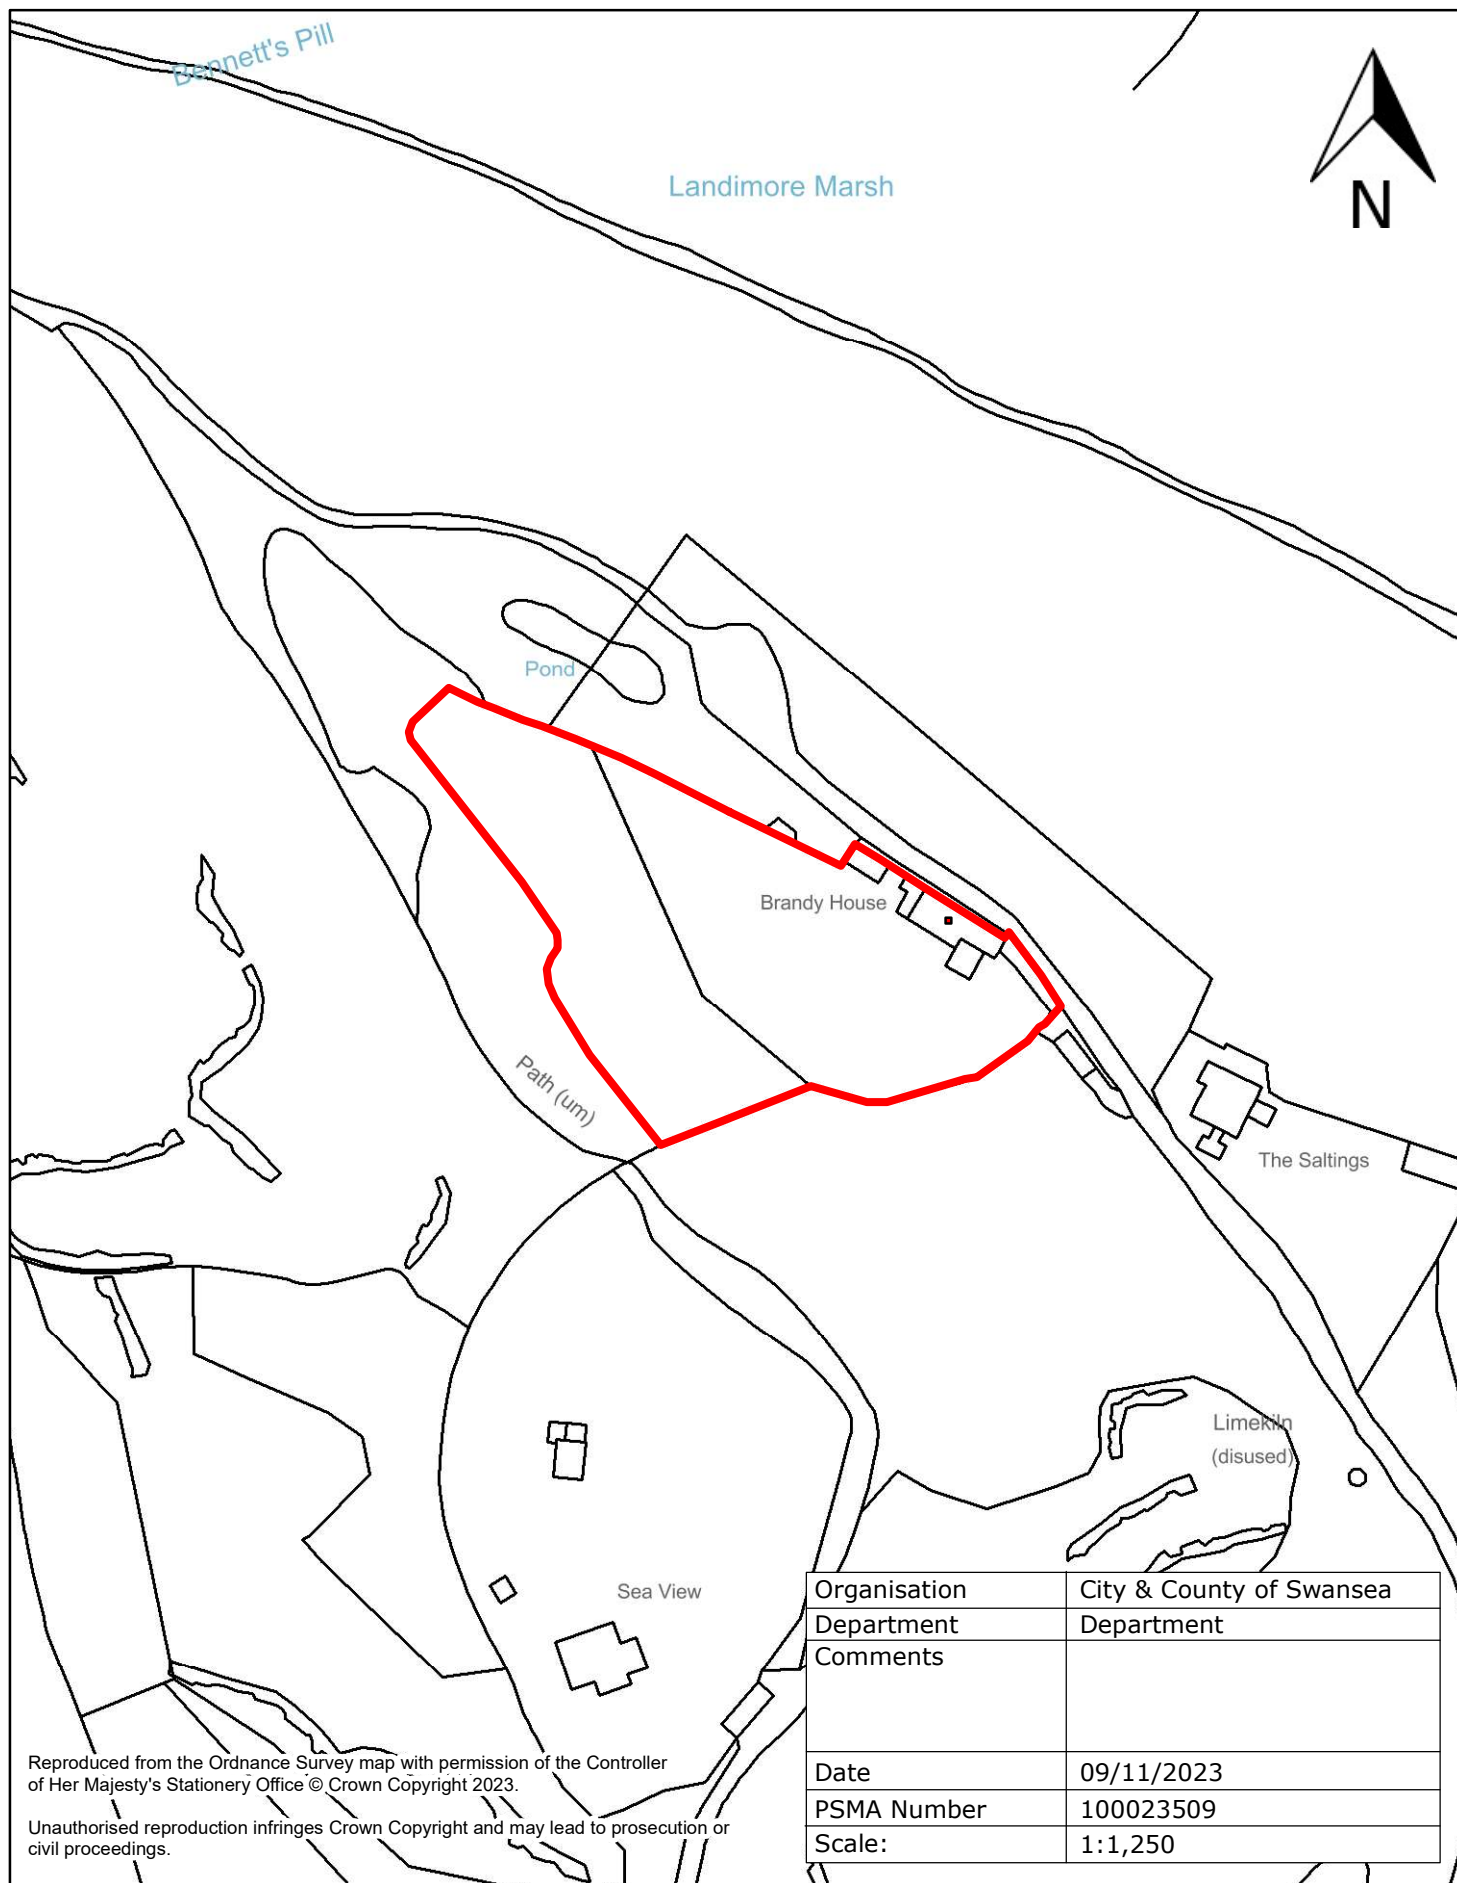 Bennett's Pill
Landimore Marsh
N
Pond
Brandy House
Path (um)
The Saltings
Limekiln
(disused)
Sea View
Organisation City & County of Swansea
Department Department
Comments
Date 09/11/2023
PSMA Number 100023509
Scale: 1:1,250
Reproduced from the Ordnance Survey map with permission of the Controller
of Her Majesty's Stationery Office © Crown Copyright 2023.
Unauthorised reproduction infringes Crown Copyright and may lead to prosecution or
civil proceedings.